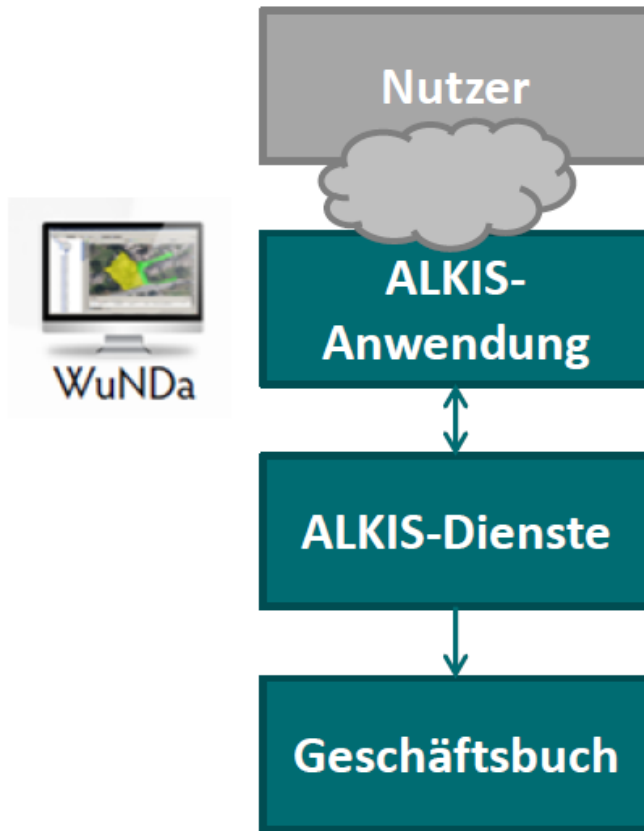 Nutzer
ALKIS-
Anwendung
WuNDa
ALKIS-Dienste
Geschäftsbuch